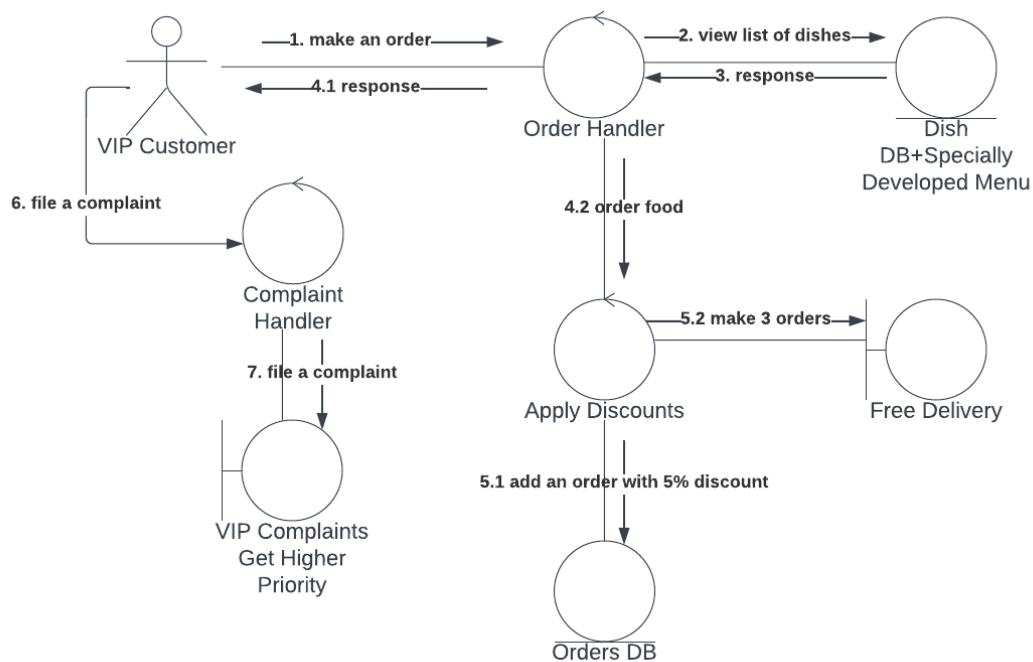 1. make an order
2. view list of dishes
4.1 response
3. response
Order Handler
VIP Customer
Dish
DB+Specially
Developed Menu
6. file a complaint
4.2 order food
Complaint
Handler
5.2 make 3 orders
7. file a complaint
Apply Discounts
Free Delivery
5.1 add an order with 5% discount
VIP Complaints
Get Higher
Priority
Orders DB